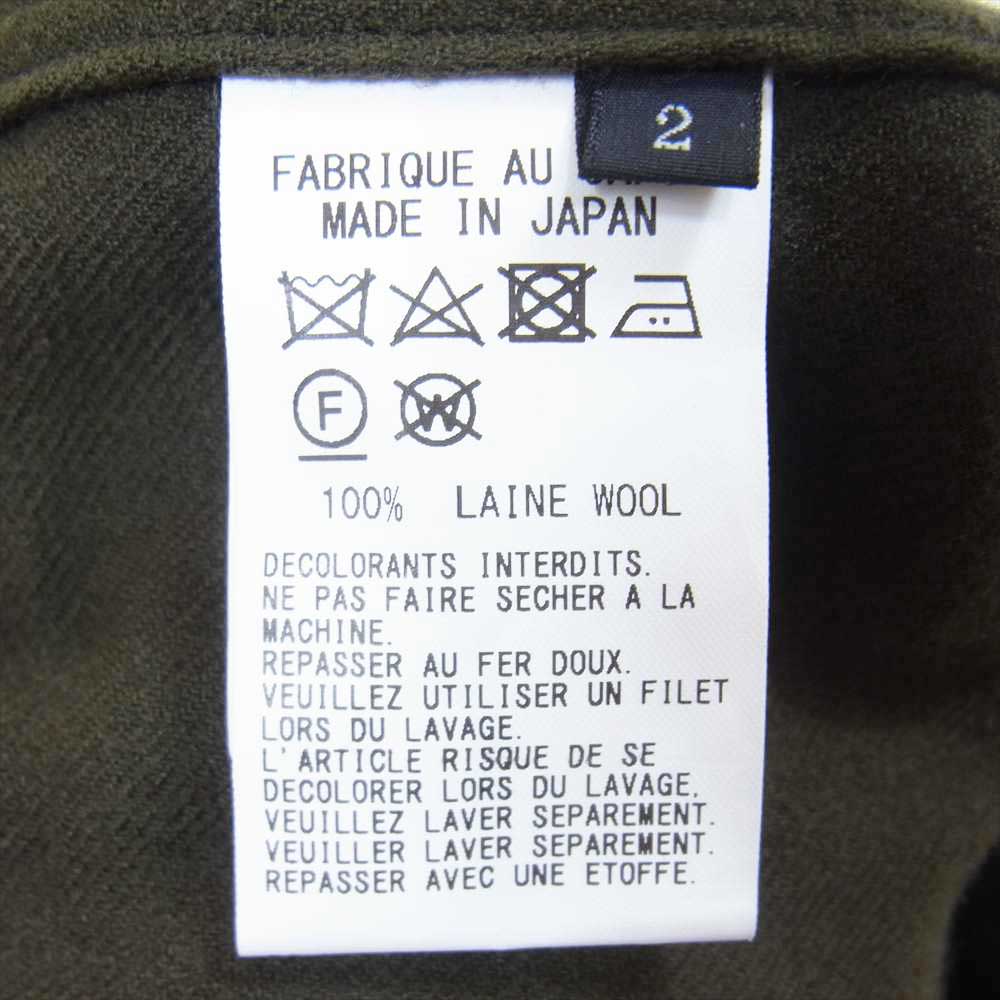 2
FABRIQUE AU
MADE IN JAPAN
F
W
100% LAINE WOOL
DECOLORANTS INTERDITS.
NE PAS FAIRE SECHER A LA
MACHINE.
REPASSER AU FER DOUX.
VEUILLEZ UTILISER UN FILET
LORS DU LAVAGE.
L'ARTICLE RISQUE DE SE
DECOLORER LORS DU LAVAGE.
VEUILLEZ LAVER SEPAREMENT.
VEUILLER LAVER SEPAREMENT.
REPASSER AVEC UNE ETOFFE.